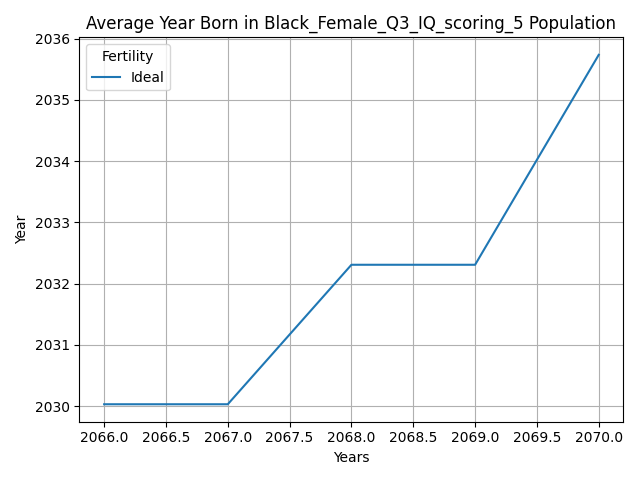 Average Year Born in Black_Female_Q3_IQ_scoring_5 Population
Fertility
Ideal
2036
2035
2034
2033
2032
2031
2030
Year
2066.0 2066.5 2067.0 2067.5 2068.0 2068.5 2069.0 2069.5 2070.0
Years